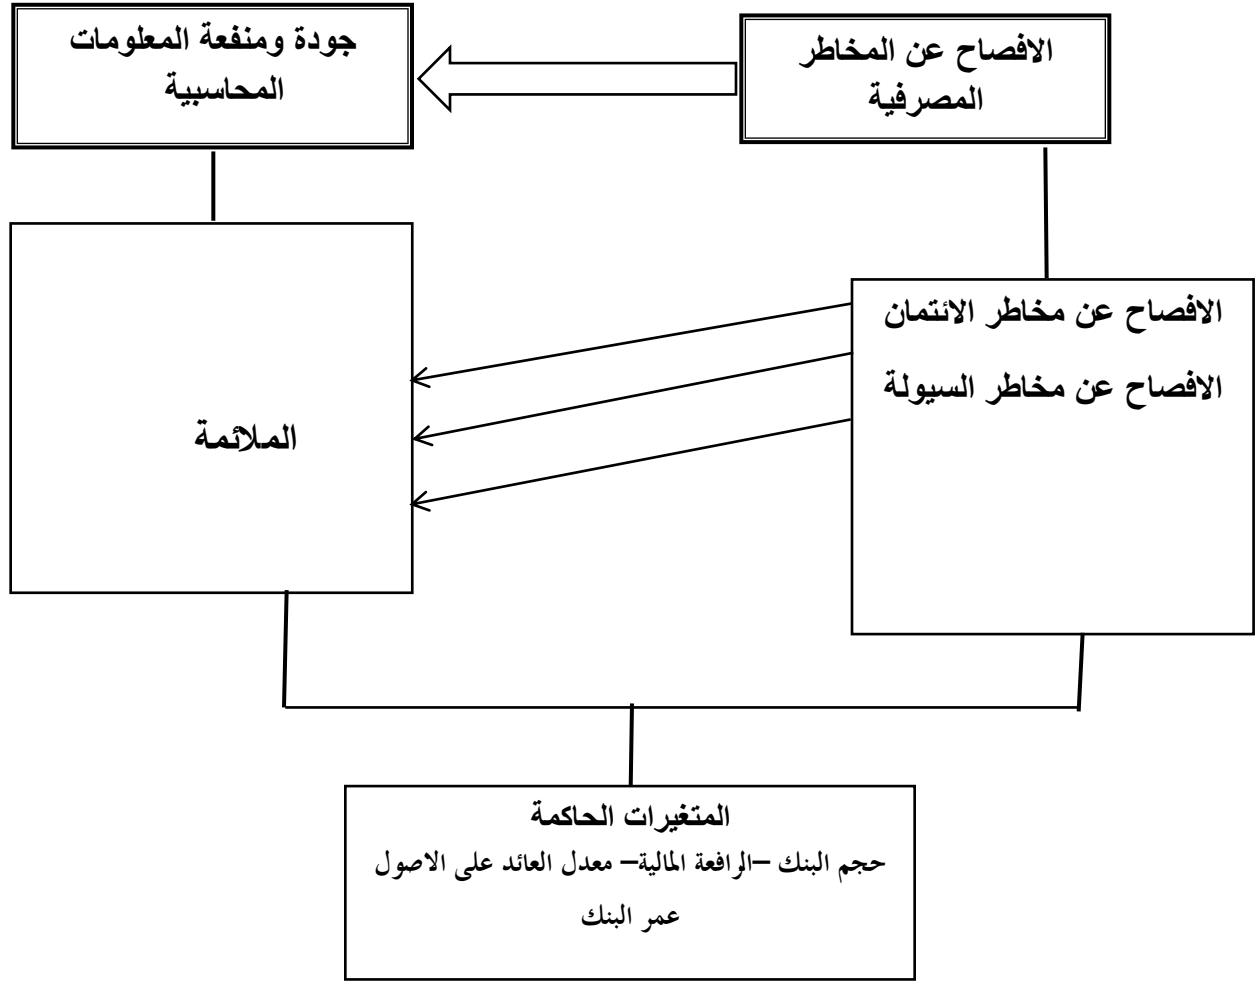 الافصاح عن المخاطر
المصرفية
جودة ومنفعة المعلومات
المحاسبية
الافصاح عن مخاطر الائتمان
الافصاح عن مخاطر السيولة
الملائمة
المتغيرات الحاكمة
حجم البنك –الرافعة المالية– معدل العائد على الاصول
عمر البنك